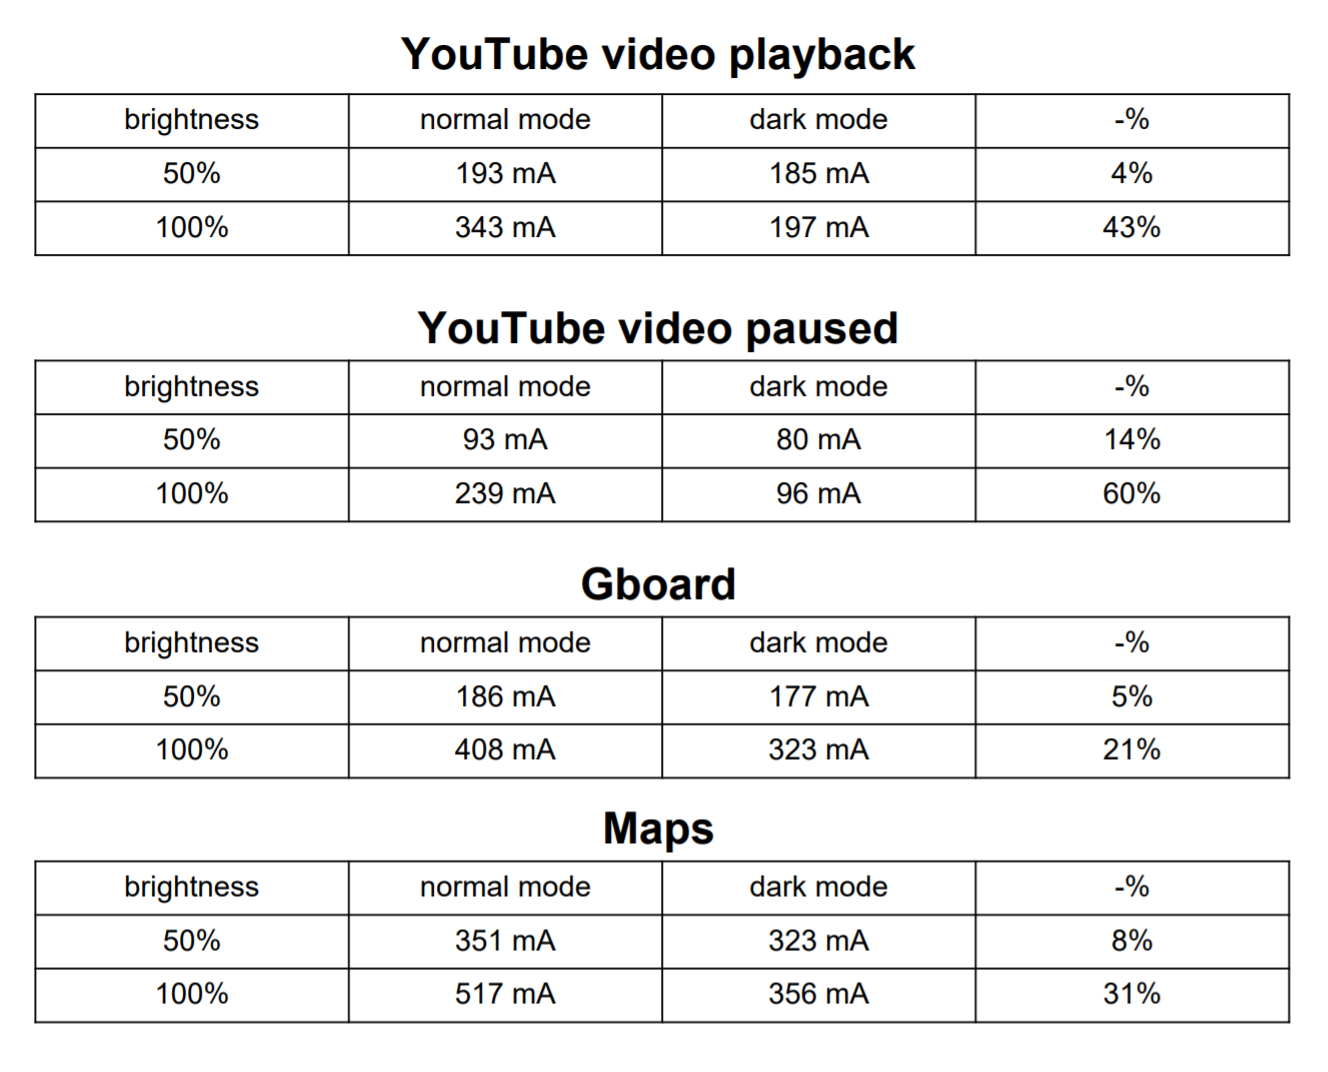 YouTube video playback
brightness normal mode dark mode -%
50% 193 mA 185 mA 4%
100% 343 mA 197 mA 43%
YouTube video paused
brightness normal mode dark mode -%
50% 93 mA 80 mA 14%
100% 239 mA 96 mA 60%
Gboard
brightness normal mode dark mode -%
50% 186 mA 177 mA 5%
100% 408 mA 323 mA 21%
Maps
brightness normal mode dark mode -%
50% 351 mA 323 mA 8%
100% 517 mA 356 mA 31%